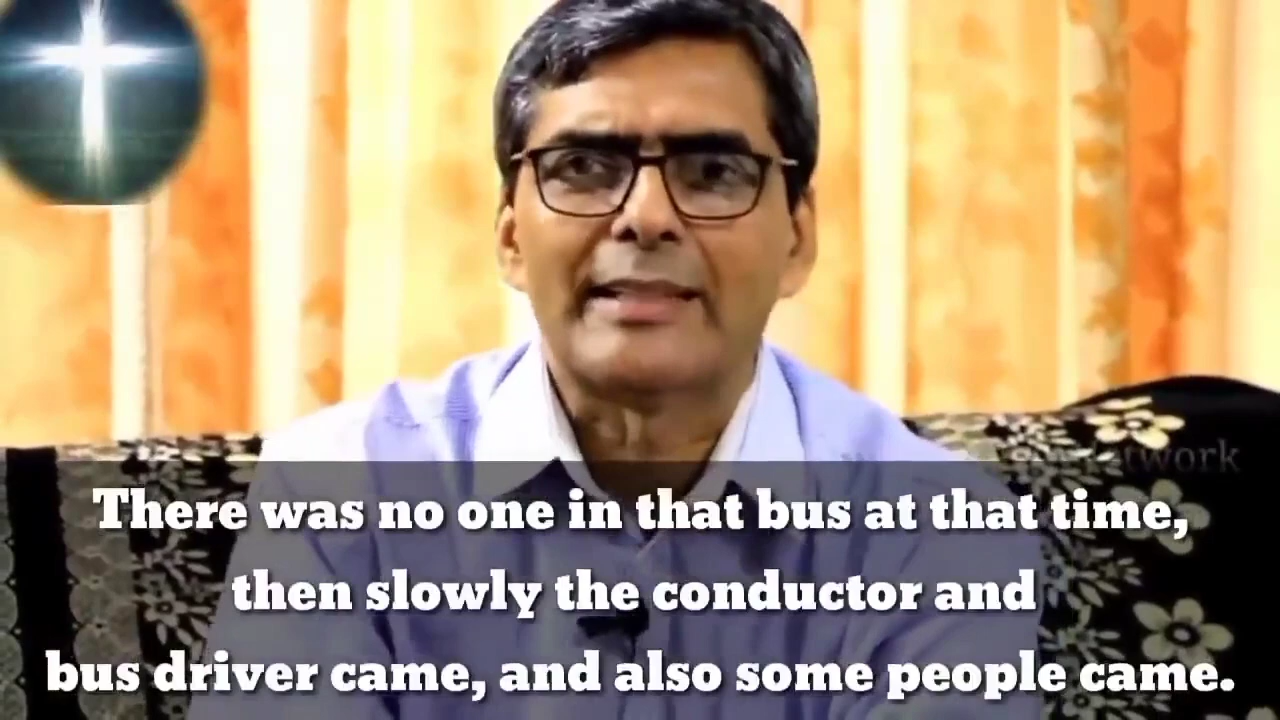 There was no one in that bus at that time,
then slowly the conductor and
bus driver came, and also some people came.